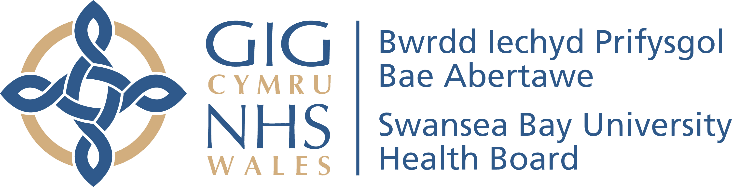 GIG
CYMRU
NHS
WALES
Bwrdd Iechyd Prifysgol
Bae Abertawe
Swansea Bay University
Health Board